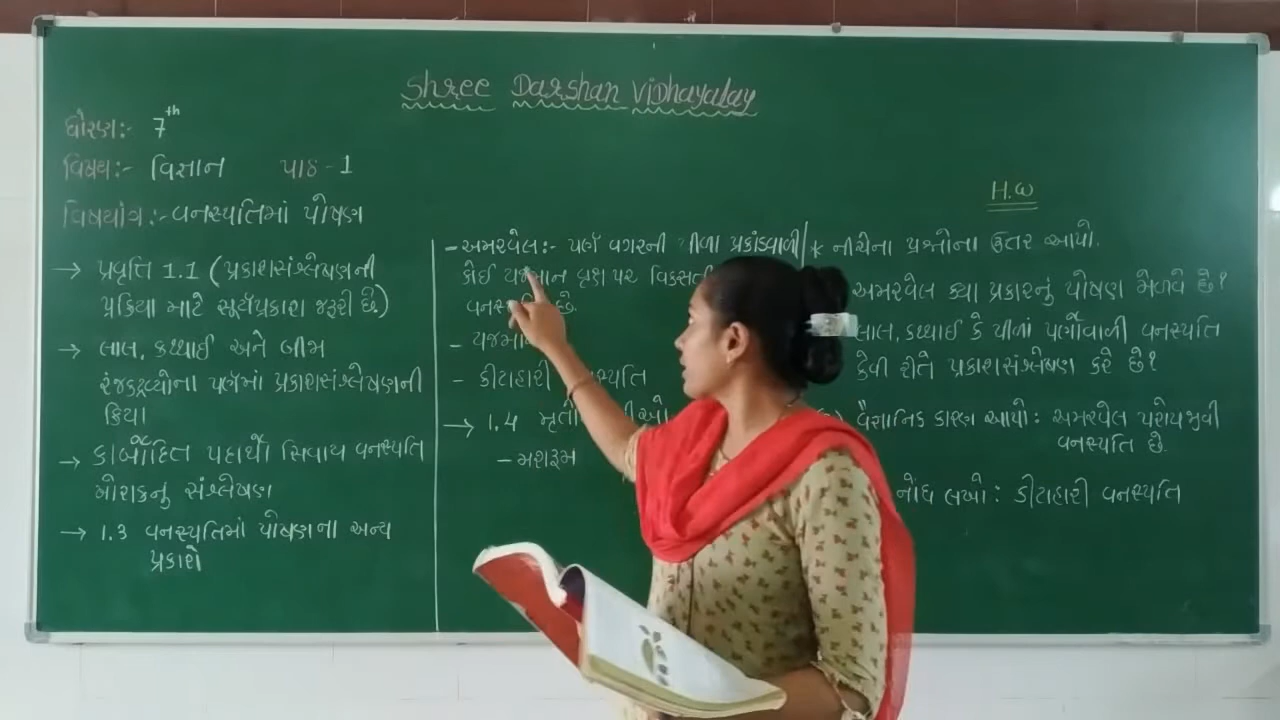 Shree Darshan Vidhayalay
ધોરણ:- 7th
વિષય:- વિજ્ઞાન પાઠ-1
વિષયાંગ:- વનસ્પતિમાં પોષણ
→ પ્રવૃત્તિ 1.1 (પ્રકાશસંશ્લેષણની
પ્રક્રિયા માટે સૂર્યપ્રકાશ જરૂરી છે.)
→ લાલ, કથ્થાઈ અને બીજા
રંજકદ્રવ્યોના પર્ણમાં પ્રકાશસંશ્લેષણની
ક્રિયા
→ કાર્બોદિત પદાર્થો સિવાય વનસ્પતિ
ખોરાકનું સંશ્લેષણ
→ 1.3 વનસ્પતિમાં પોષણના અન્ય
પ્રકારો
- અમરવેલ:- પર્ણ વગરની પીળા પ્રકાંડવાળી
કોઈ યજમાન વૃક્ષ પર વિકસતી
છે.
-
- કીટાહારી
→ 1.4
- મશરૂમ
H.W
* નીચેના પ્રશ્નોના ઉત્તર આપો.
અમરવેલ ક્યા પ્રકારનું પોષણ મેળવે છે?
લાલ, કથ્થાઈ કે પીળાં પર્ણોવાળી વનસ્પતિ
કેવી રીતે પ્રકાશસંશ્લેષણ કરે છે?
વૈજ્ઞાનિક કારણ આપો: અમરવેલ પરોપજીવી
વનસ્પતિ છે.
નોંધ લખો: કીટાહારી વનસ્પતિ